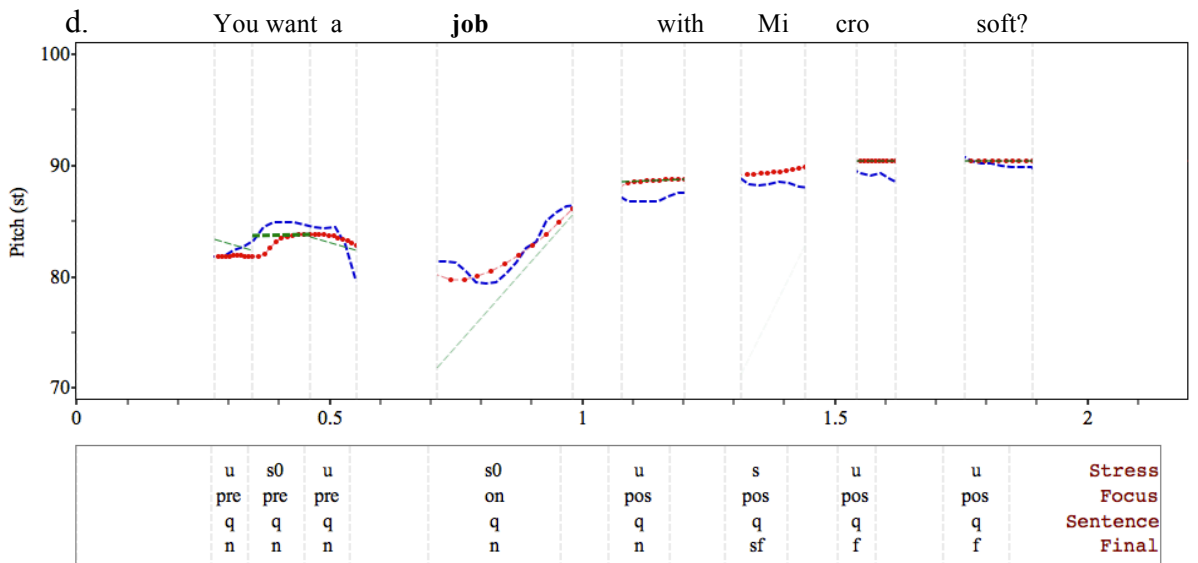 d. You want a job with Mi cro soft?
100
90
80
70
Pitch (st)
0 0.5 1 1.5 2
u s0 u s0 u s u u Stress
pre pre pre on pos pos pos pos Focus
q q q q q q q q Sentence
n n n n n sf f f Final